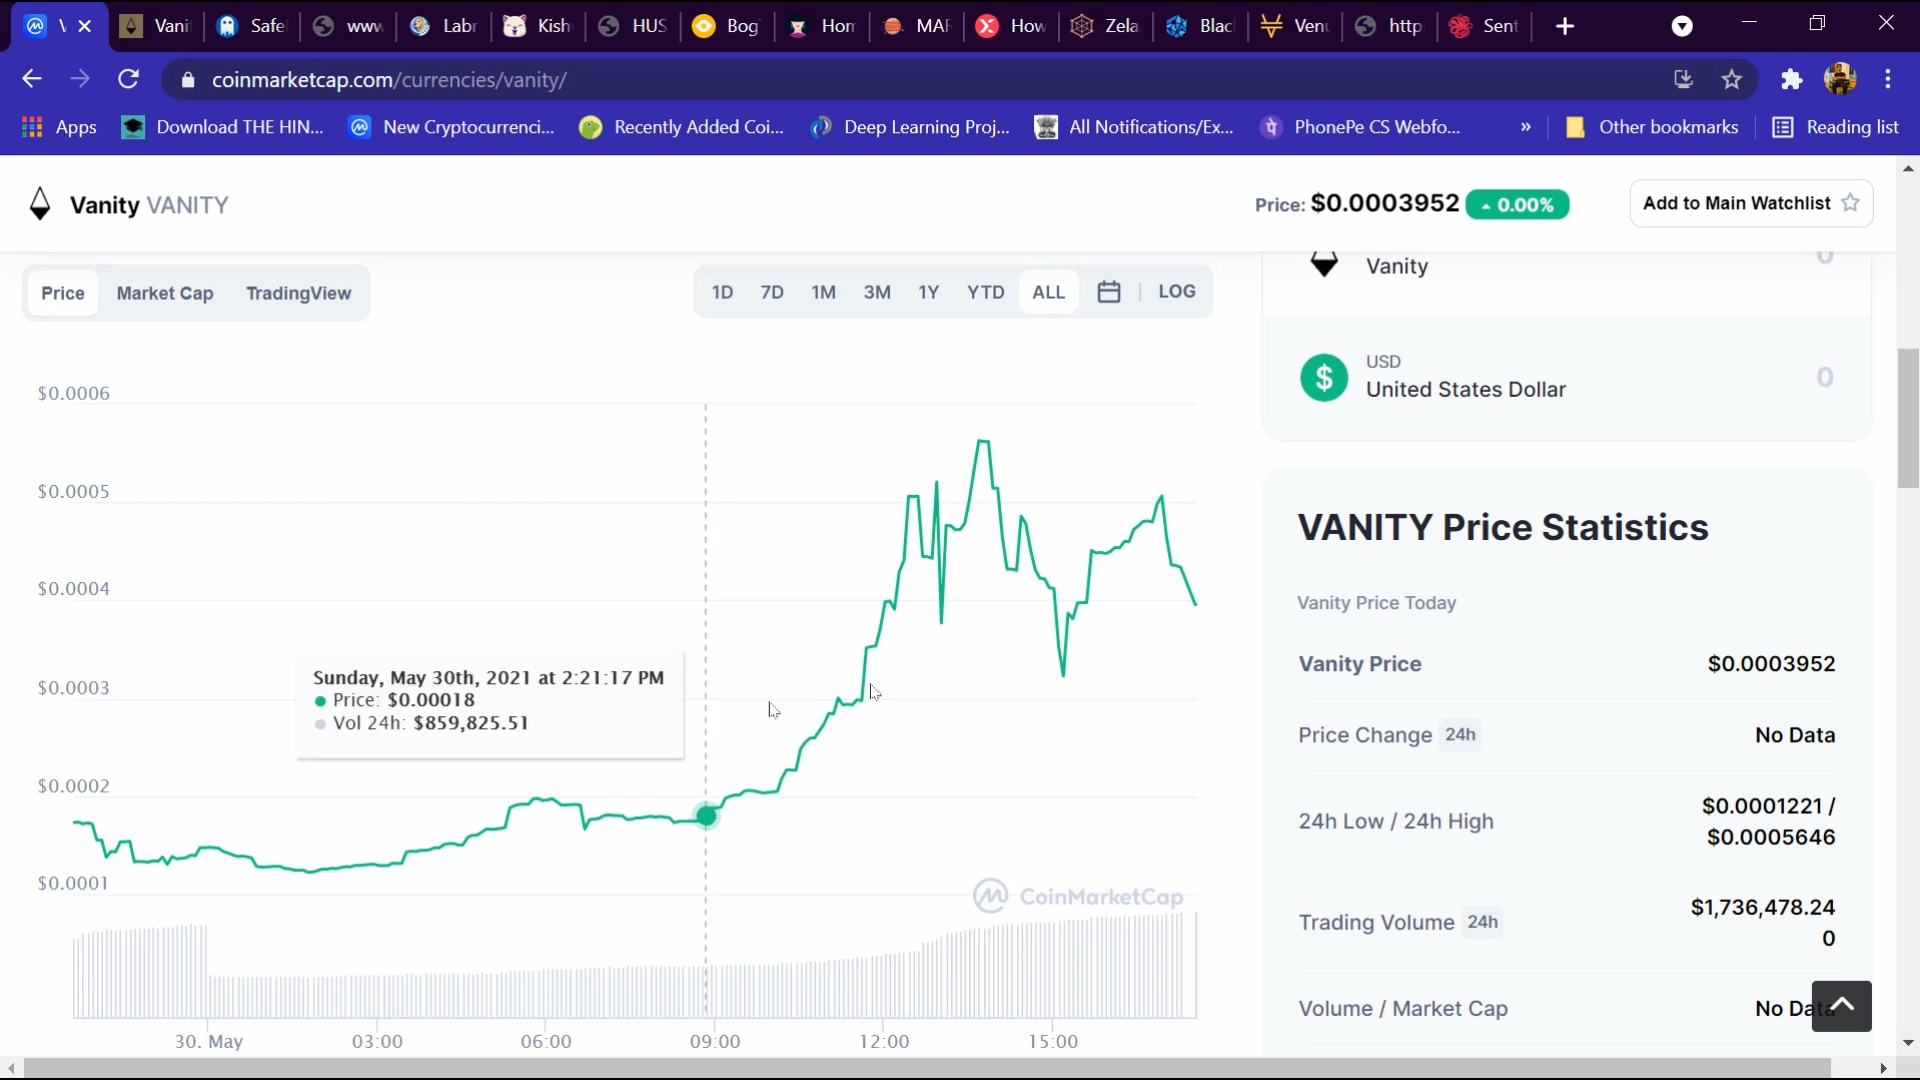 V
Vani
Safe
www
Labr
Kish
HUS
Bog
Hom
MAR
How
Zela
Blac
Venu
http
Sent
coinmarketcap.com/currencies/vanity/
Apps
Download THE HIN...
New Cryptocurrenci...
Recently Added Coi...
Deep Learning Proj...
All Notifications/Ex...
PhonePe CS Webfo...
»
Other bookmarks
Reading list
Vanity VANITY
Price: $0.0003952
0.00%
Add to Main Watchlist
Price
Market Cap
TradingView
1D
7D
1M
3M
1Y
YTD
ALL
LOG
Vanity
0
USD
United States Dollar
0
$
$0.0006
$0.0005
$0.0004
$0.0003
$0.0002
$0.0001
Sunday, May 30th, 2021 at 2:21:17 PM
Price: $0.00018
Vol 24h: $859,825.51
CoinMarketCap
30. May
03:00
06:00
09:00
12:00
15:00
VANITY Price Statistics
Vanity Price Today
Vanity Price
$0.0003952
Price Change 24h
No Data
24h Low / 24h High
$0.0001221 /
$0.0005646
Trading Volume 24h
$1,736,478.24
0
Volume / Market Cap
No Data